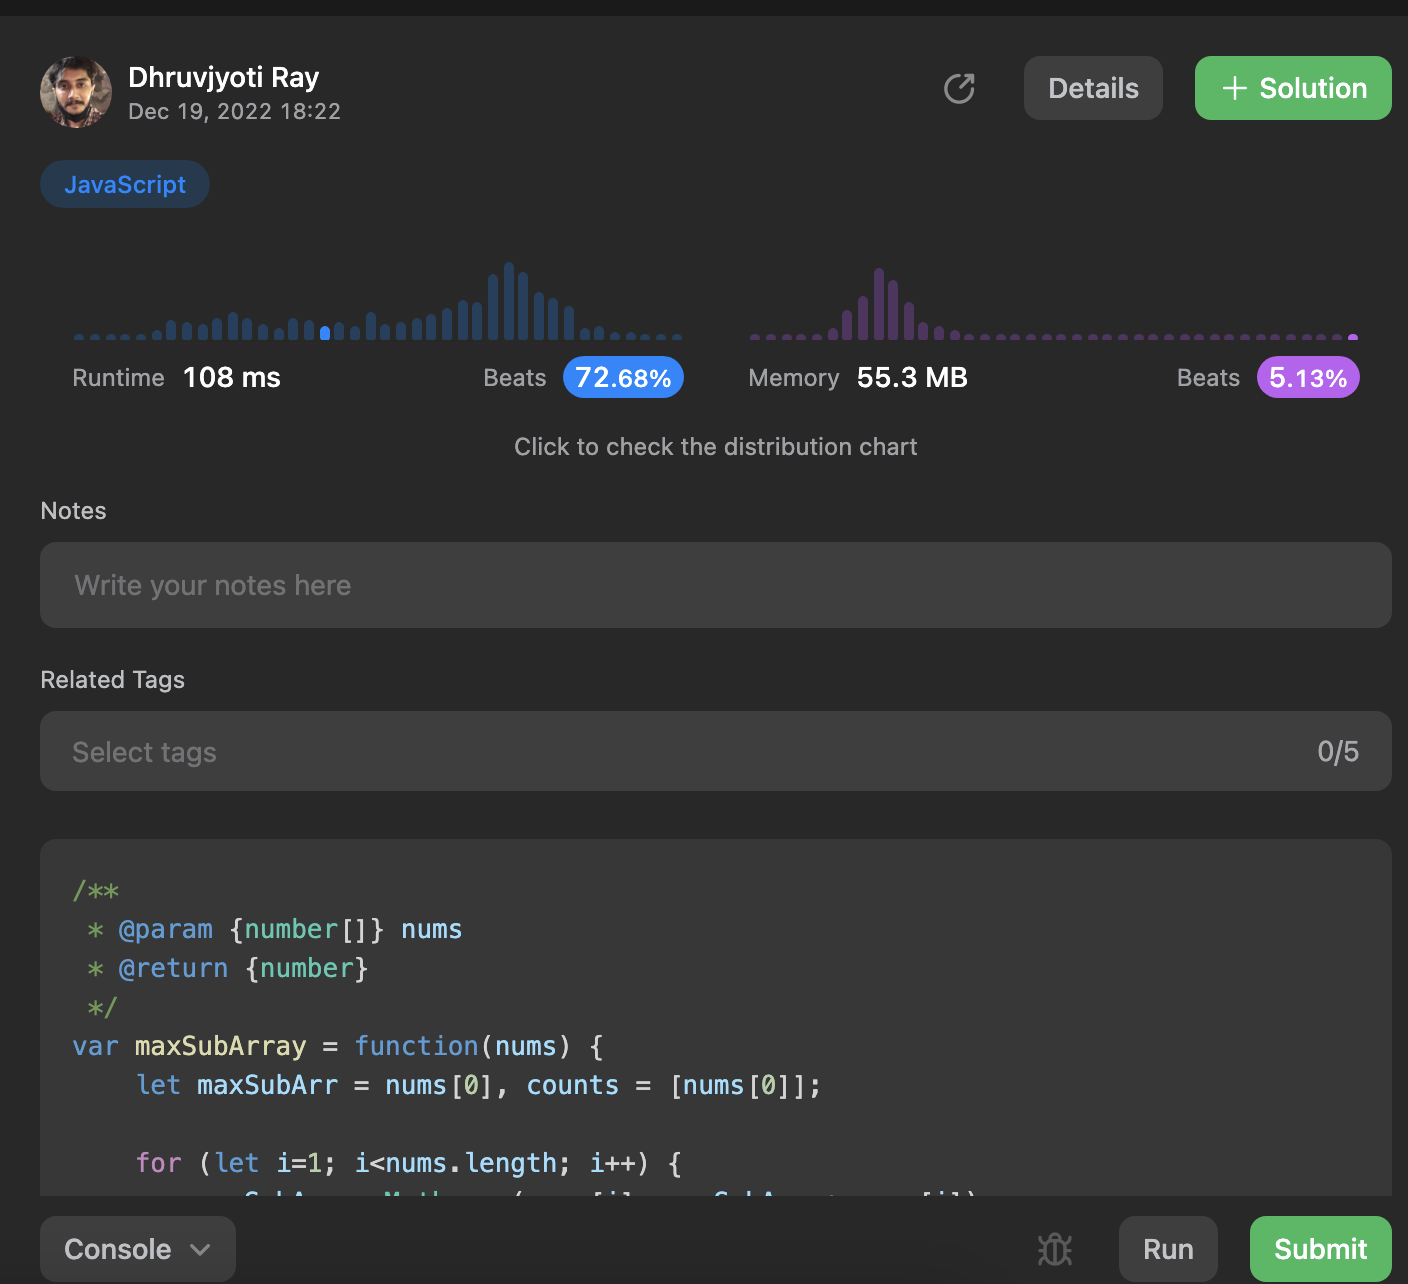 Dhruvjyoti Ray
Dec 19, 2022 18:22
Details
+ Solution
JavaScript
Runtime 108 ms Beats 72.68%
Memory 55.3 MB Beats 5.13%
Click to check the distribution chart
Notes
Write your notes here
Related Tags
Select tags 0/5
/**
 * @param {number[]} nums
 * @return {number}
 */
var maxSubArray = function(nums) {
    let maxSubArr = nums[0], counts = [nums[0]];
    for (let i=1; i<nums.length; i++) {
Console
Run
Submit